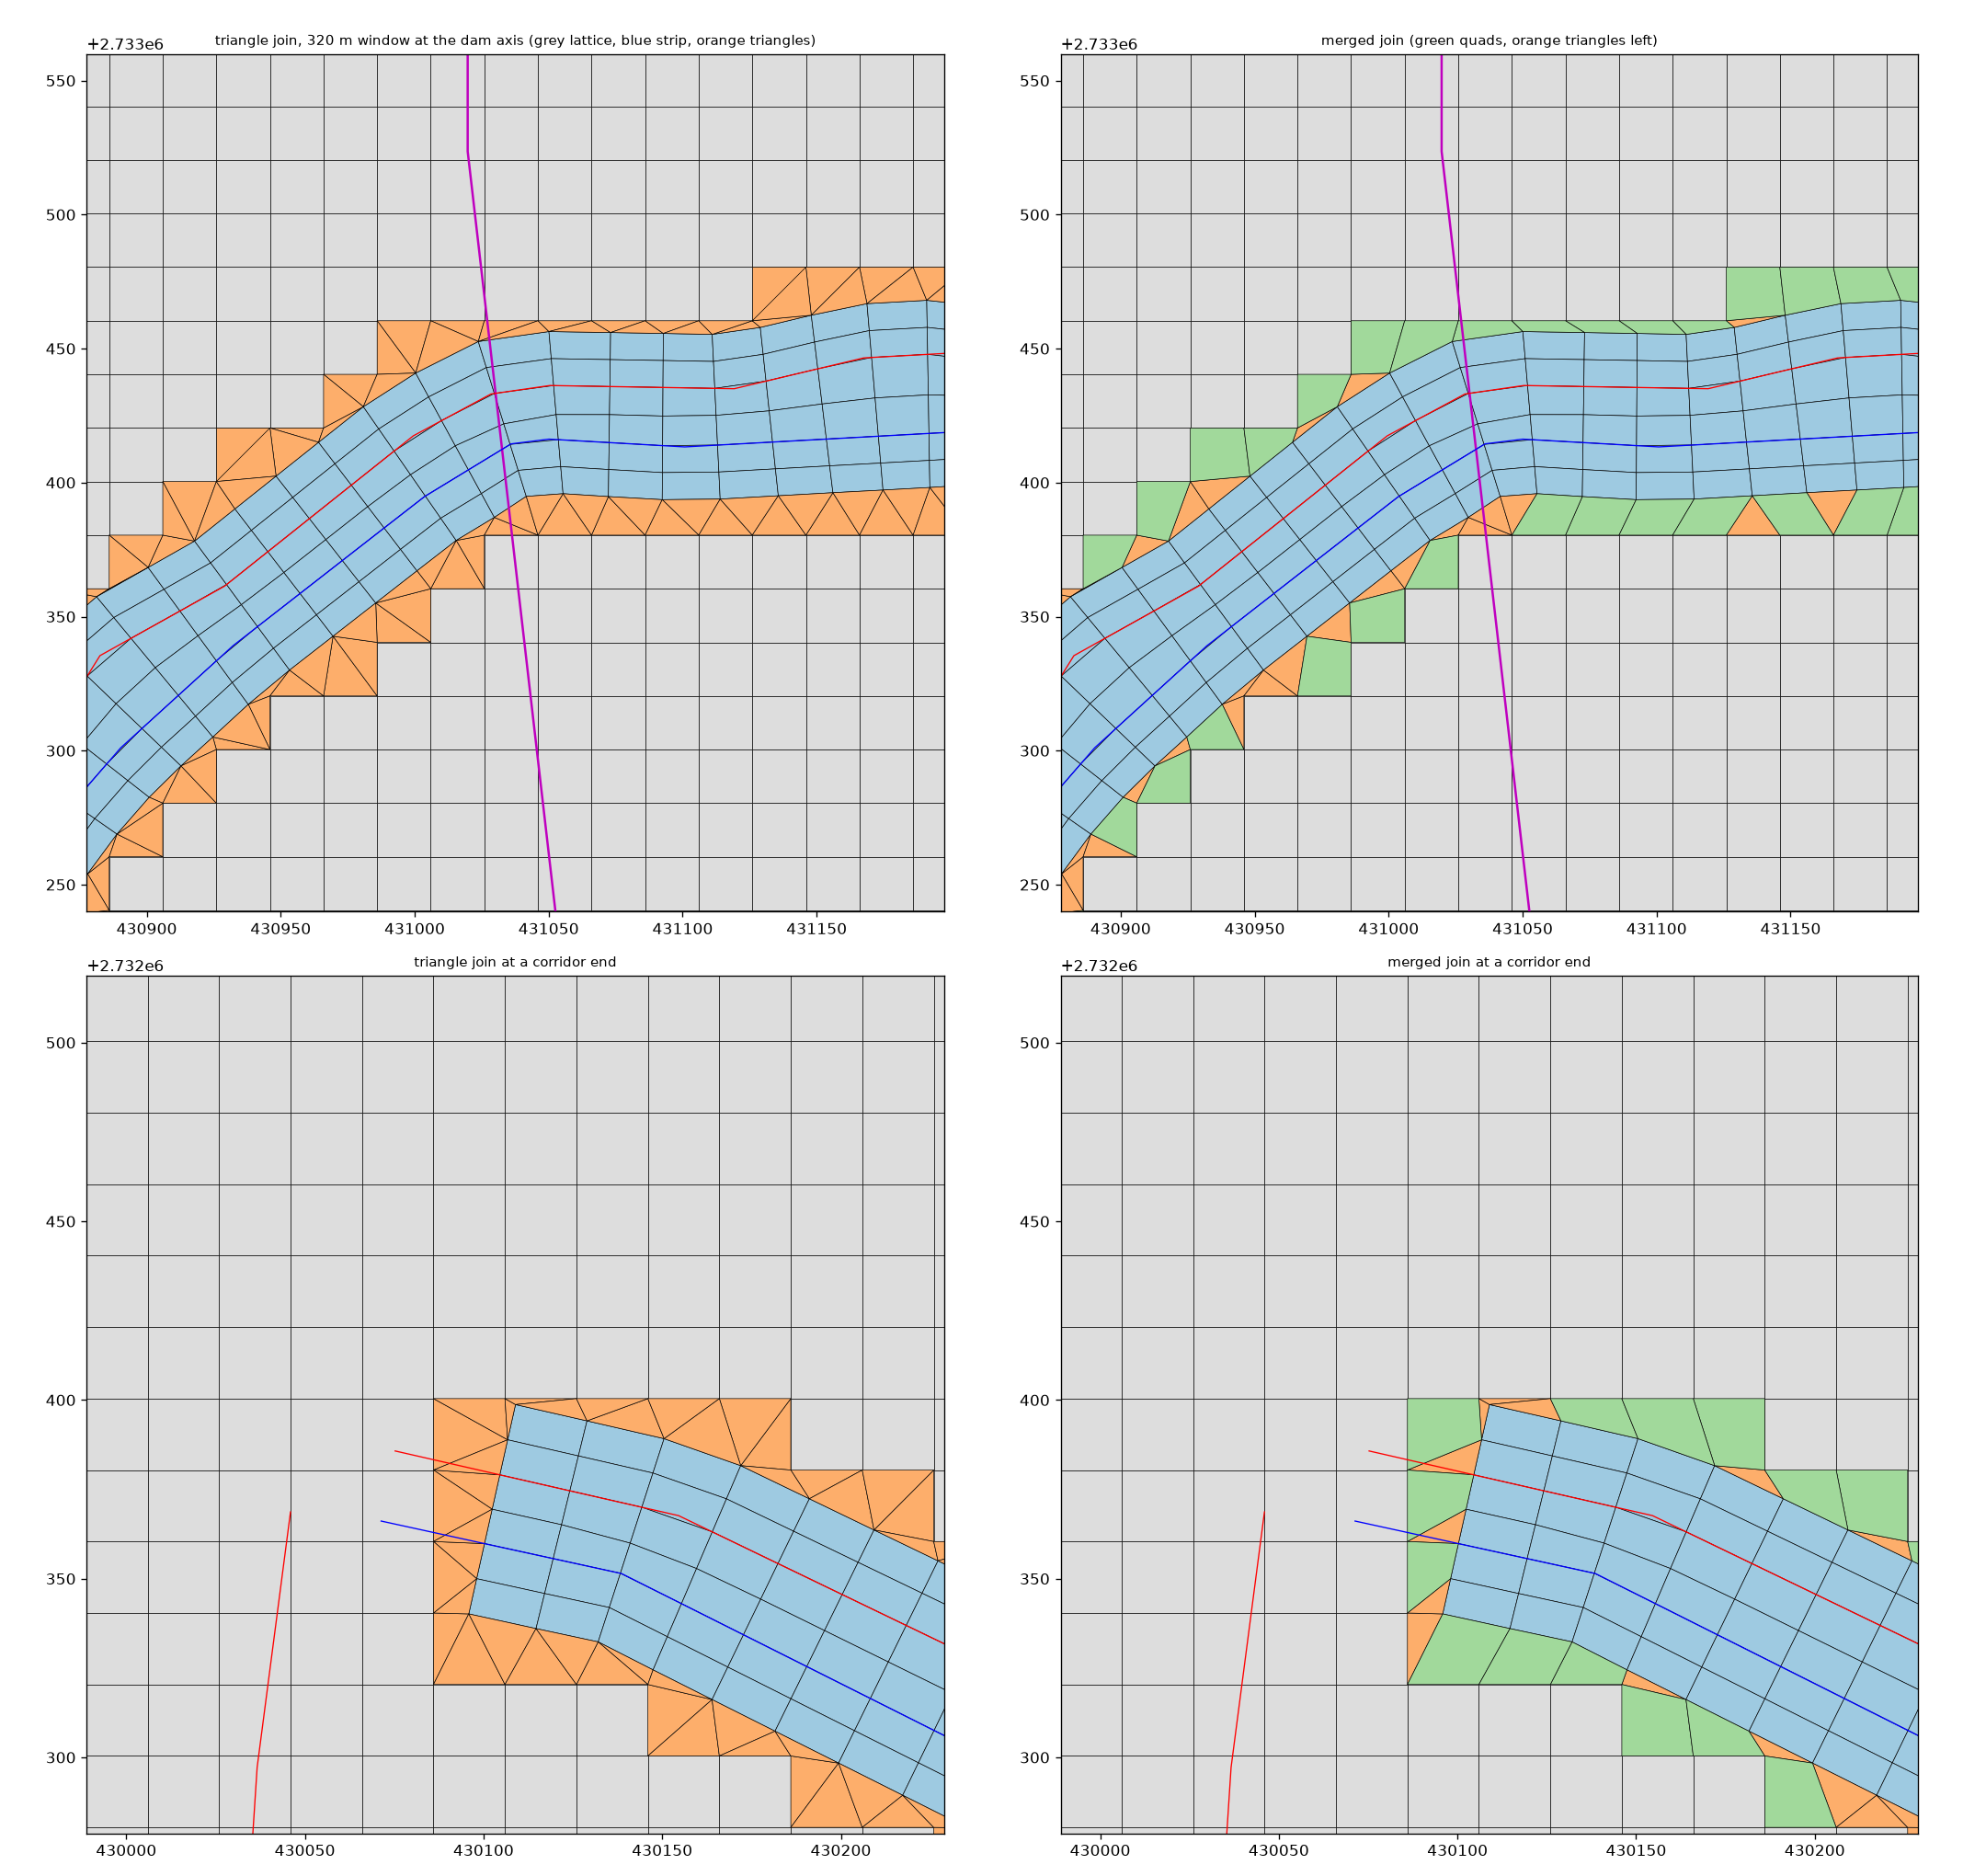 triangle join, 320 m window at the dam axis (grey lattice, blue strip, orange triangles)
+2.733e6
550
500
450
400
350
300
250
430900 430950 431000 431050 431100 431150
merged join (green quads, orange triangles left)
+2.733e6
550
500
450
400
350
300
250
430900 430950 431000 431050 431100 431150
triangle join at a corridor end
+2.732e6
500
450
400
350
300
430000 430050 430100 430150 430200
merged join at a corridor end
+2.732e6
500
450
400
350
300
430000 430050 430100 430150 430200